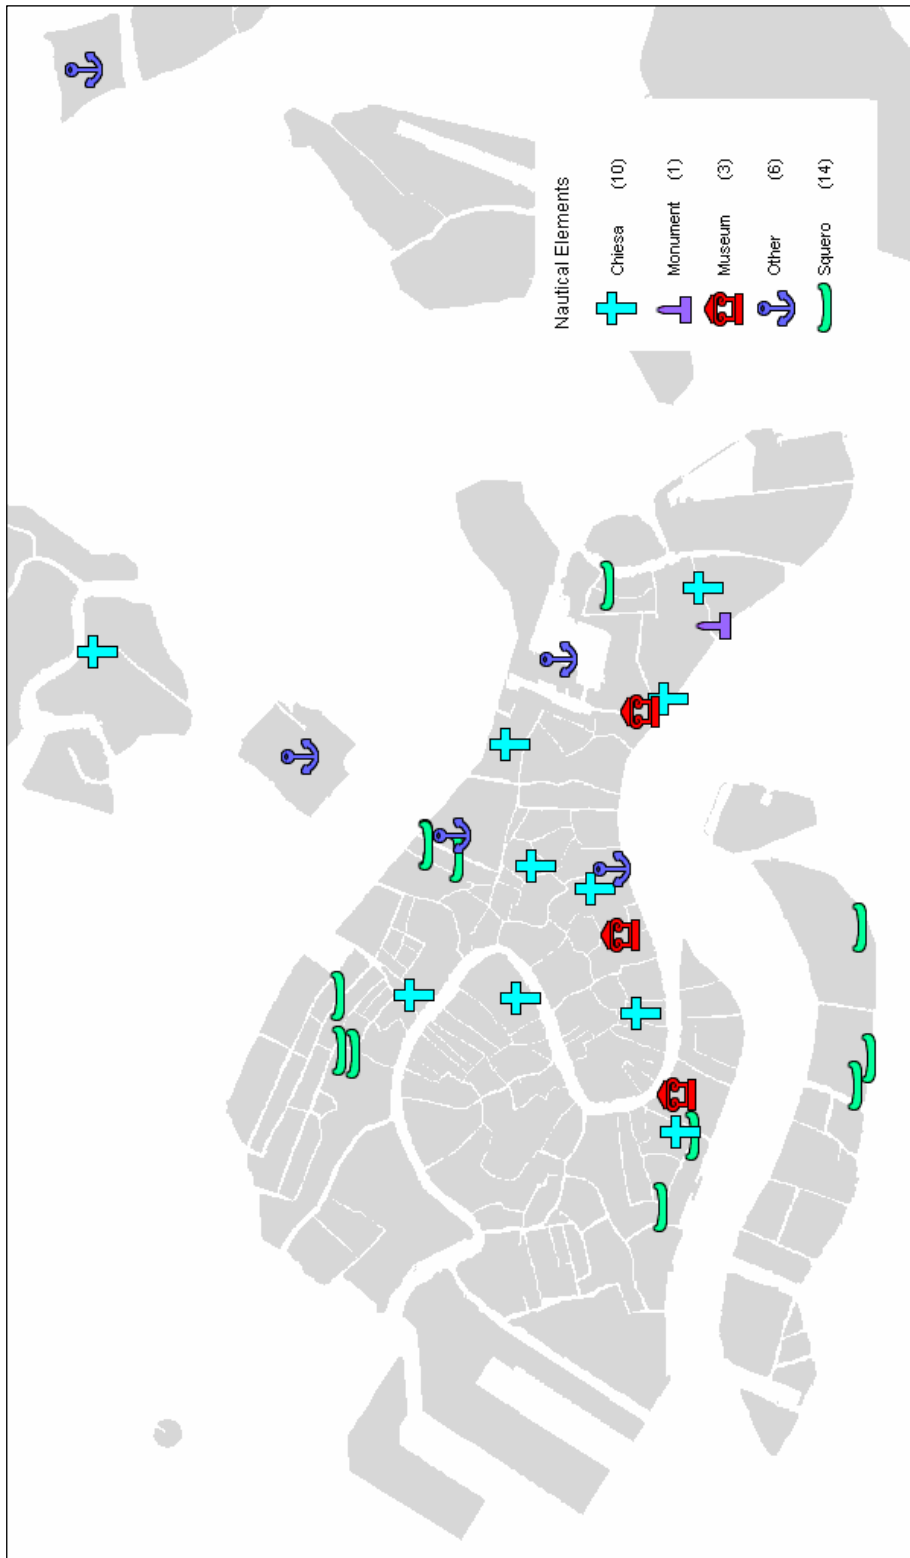 Nautical Elements
Chiesa (10)
Monument (1)
Museum (3)
Other (6)
Squero (14)